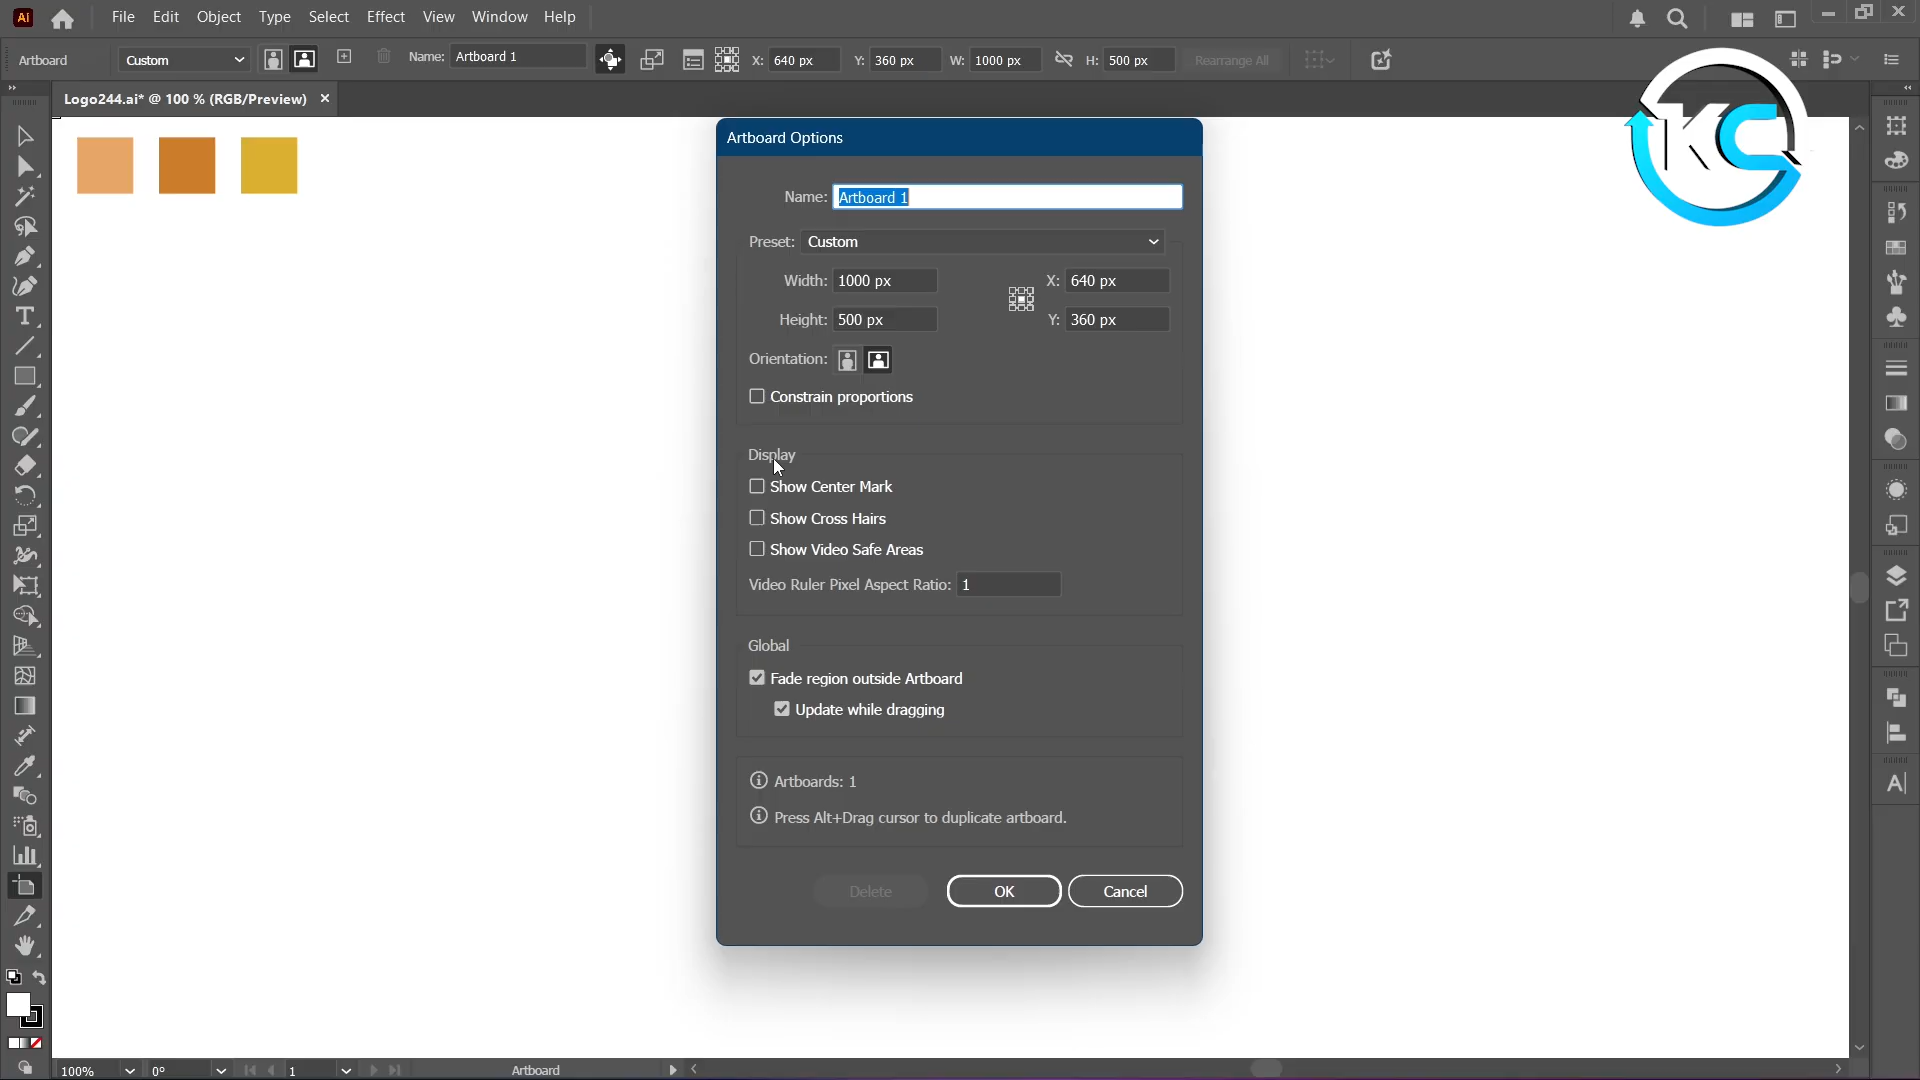 Ai File Edit Object Type Select Effect View Window Help
Artboard Custom Name: Artboard 1 X: 640 px Y: 360 px W: 1000 px H: 500 px Rearrange All
Logo244.ai* @ 100 % (RGB/Preview)
KC
Artboard Options
Name: Artboard 1
Preset: Custom
Width: 1000 px X: 640 px
Height: 500 px Y: 360 px
Orientation:
Constrain proportions
Display
Show Center Mark
Show Cross Hairs
Show Video Safe Areas
Video Ruler Pixel Aspect Ratio: 1
Global
Fade region outside Artboard
Update while dragging
Artboards: 1
Press Alt+Drag cursor to duplicate artboard.
Delete OK Cancel
100% 0° 1 Artboard